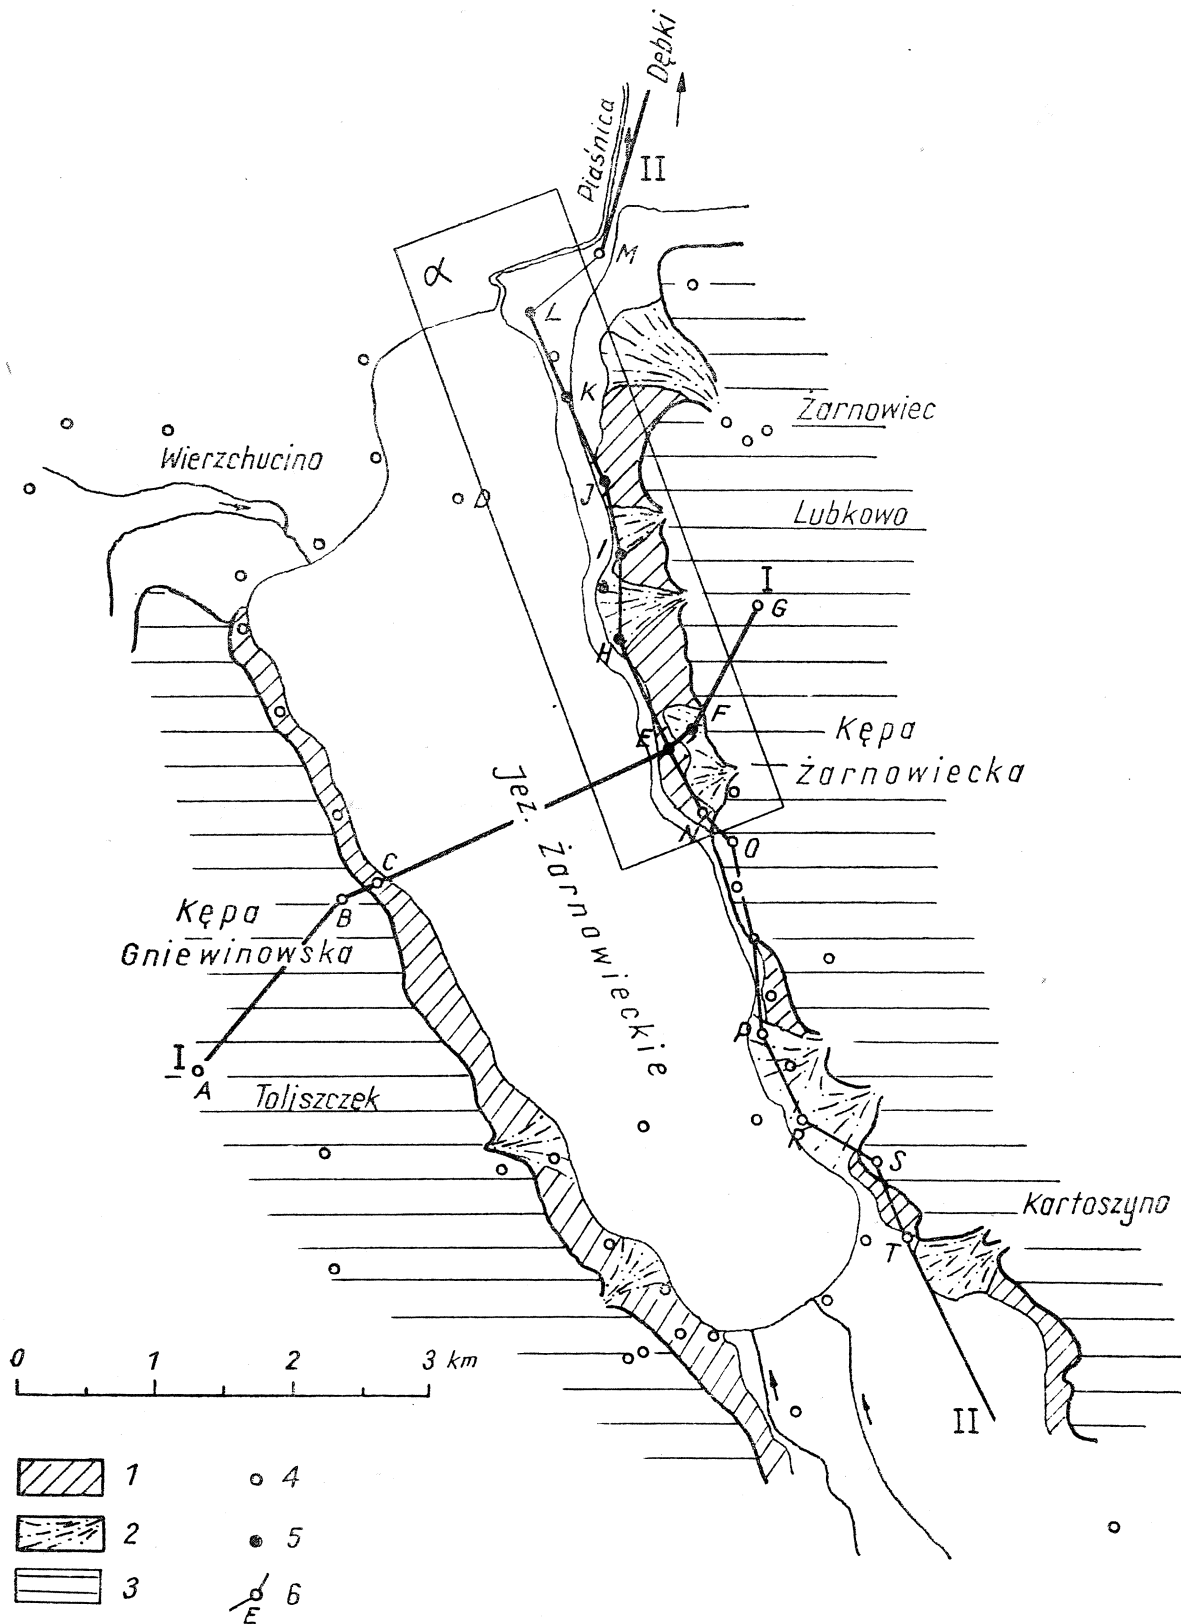 Dębki
Piaśnica
II
M
α
L
K
Żarnowiec
Wierzchucino
D
J
Lubkowo
I
I
G
H
F
E
Kępa
Żarnowiecka
Jez. Żarnowieckie
N
O
C
B
Kępa
Gniewinowska
P
I
A
Toliszczek
R
S
Kartoszyno
T
0 1 2 3 km
II
1 4
2 5
3 6
E